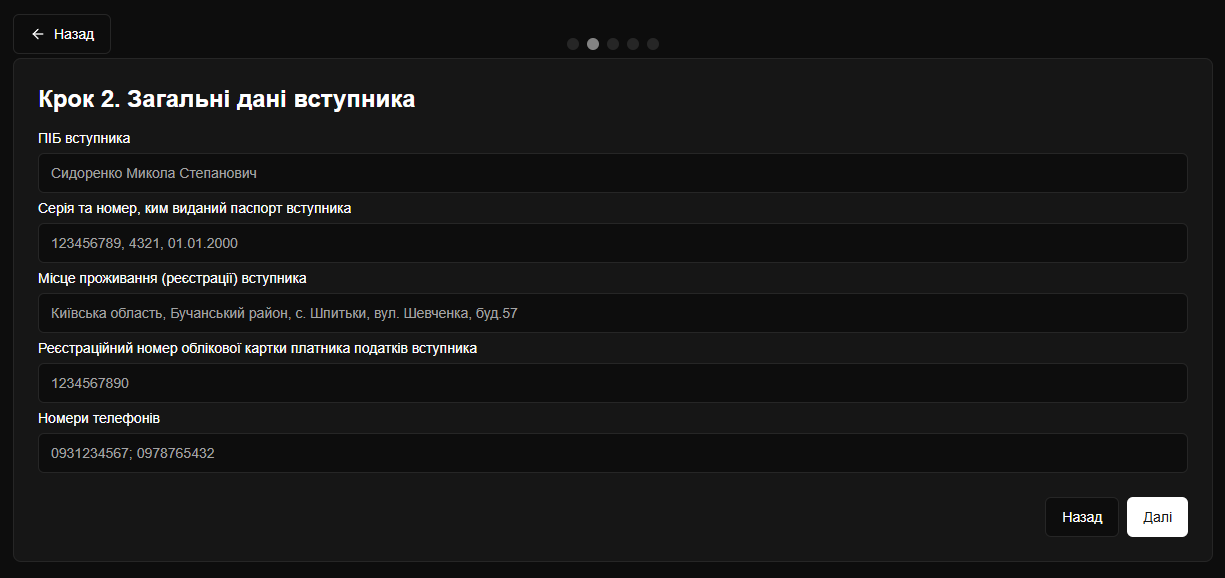 Назад
Крок 2. Загальні дані вступника
ПІБ вступника
Сидоренко Микола Степанович
Серія та номер, ким виданий паспорт вступника
123456789, 4321, 01.01.2000
Місце проживання (реєстрації) вступника
Київська область, Бучанський район, с. Шпитьки, вул. Шевченка, буд.57
Реєстраційний номер облікової картки платника податків вступника
1234567890
Номери телефонів
0931234567; 0978765432
Назад Далі